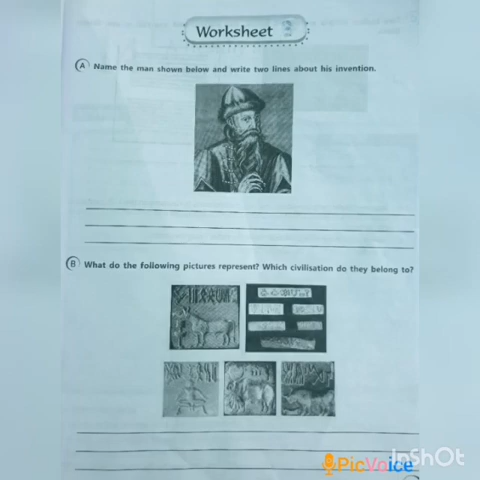 Worksheet
A Name the man shown below and write two lines about his invention.
B What do the following pictures represent? Which civilisation do they belong to?
PicVoice
InShOt